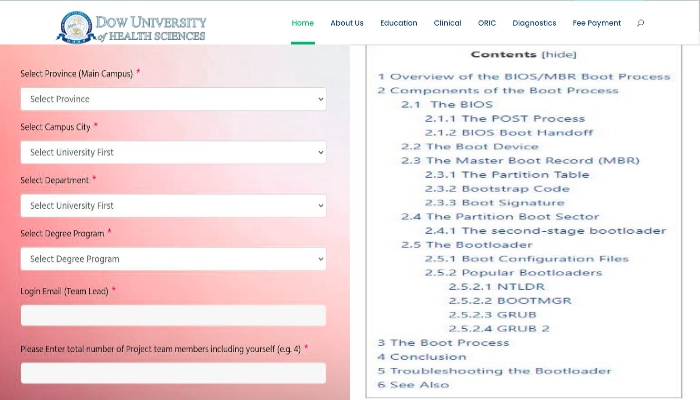 DOW UNIVERSITY
of HEALTH SCIENCES
Home About Us Education Clinical ORIC Diagnostics Fee Payment
Select Province (Main Campus) *
Select Province
Select Campus City *
Select University First
Select Department *
Select University First
Select Degree Program *
Select Degree Program
Login Email (Team Lead) *
Please Enter total number of Project team members including yourself (e.g. 4) *
Contents [hide]
1 Overview of the BIOS/MBR Boot Process
2 Components of the Boot Process
2.1 The BIOS
2.1.1 The POST Process
2.1.2 BIOS Boot Handoff
2.2 The Boot Device
2.3 The Master Boot Record (MBR)
2.3.1 The Partition Table
2.3.2 Bootstrap Code
2.3.3 Boot Signature
2.4 The Partition Boot Sector
2.4.1 The second-stage bootloader
2.5 The Bootloader
2.5.1 Boot Configuration Files
2.5.2 Popular Bootloaders
2.5.2.1 NTLDR
2.5.2.2 BOOTMGR
2.5.2.3 GRUB
2.5.2.4 GRUB 2
3 The Boot Process
4 Conclusion
5 Troubleshooting the Bootloader
6 See Also